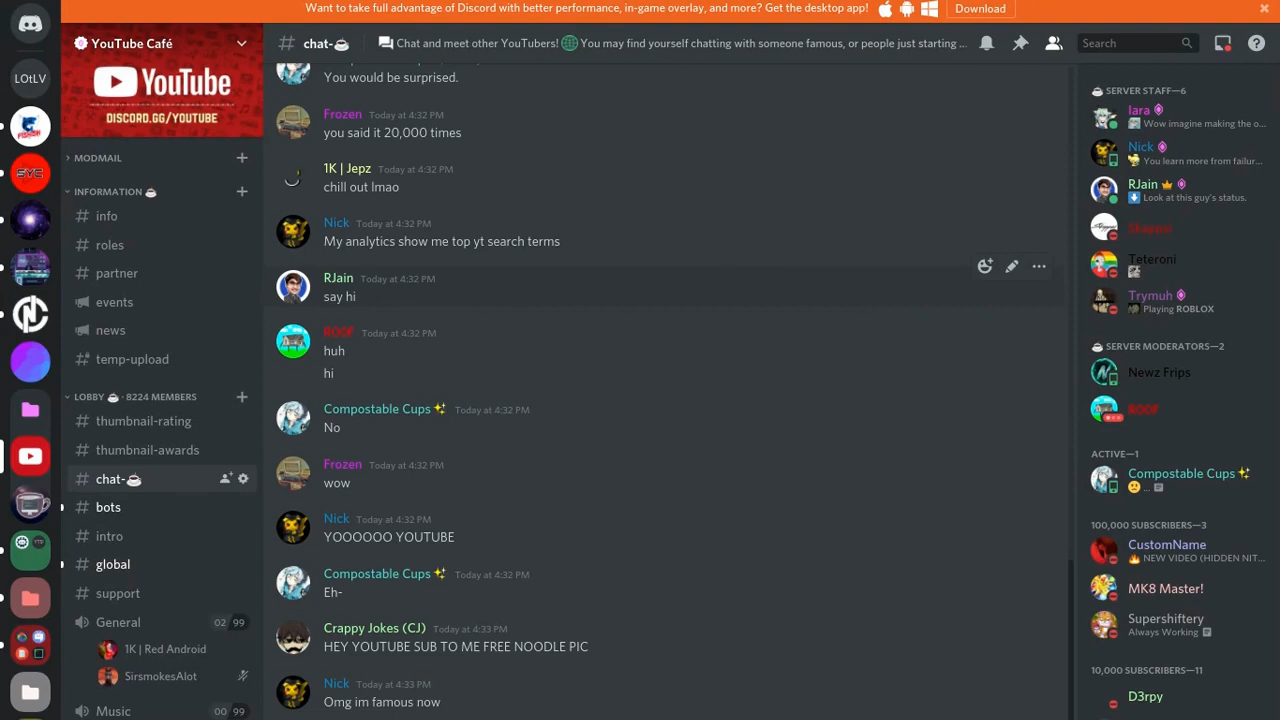 Want to take full advantage of Discord with better performance, in-game overlay, and more? Get the desktop app!
Download
LOtLV
SYC
YouTube Café
YouTube
DISCORD.GG/YOUTUBE
MODMAIL
INFORMATION ☕
info
roles
partner
events
news
temp-upload
LOBBY ☕ · 8224 MEMBERS
thumbnail-rating
thumbnail-awards
chat-☕
bots
intro
global
support
General
02 99
1K | Red Android
SirsmokesAlot
Music
00 99
# chat-☕
Chat and meet other YouTubers! 🌐 You may find yourself chatting with someone famous, or people just starting ...
Search
You would be surprised.
Frozen Today at 4:32 PM
you said it 20,000 times
1K | Jepz Today at 4:32 PM
chill out lmao
Nick Today at 4:32 PM
My analytics show me top yt search terms
RJain Today at 4:32 PM
say hi
ROOF Today at 4:32 PM
huh
hi
Compostable Cups✨ Today at 4:32 PM
No
Frozen Today at 4:32 PM
wow
Nick Today at 4:32 PM
YOOOOOO YOUTUBE
Compostable Cups✨ Today at 4:32 PM
Eh-
Crappy Jokes (CJ) Today at 4:33 PM
HEY YOUTUBE SUB TO ME FREE NOODLE PIC
Nick Today at 4:33 PM
Omg im famous now
☕ SERVER STAFF—6
Iara
Wow imagine making the o...
Nick
You learn more from failur...
RJain
Look at this guy's status.
Skappsi
Teteroni
Trymuh
Playing ROBLOX
☕ SERVER MODERATORS—2
Newz Frips
ROOF
ACTIVE—1
Compostable Cups✨
...
100,000 SUBSCRIBERS—3
CustomName
🔥 NEW VIDEO (HIDDEN NIT...
MK8 Master!
Supershiftery
Always Working
10,000 SUBSCRIBERS—11
D3rpy